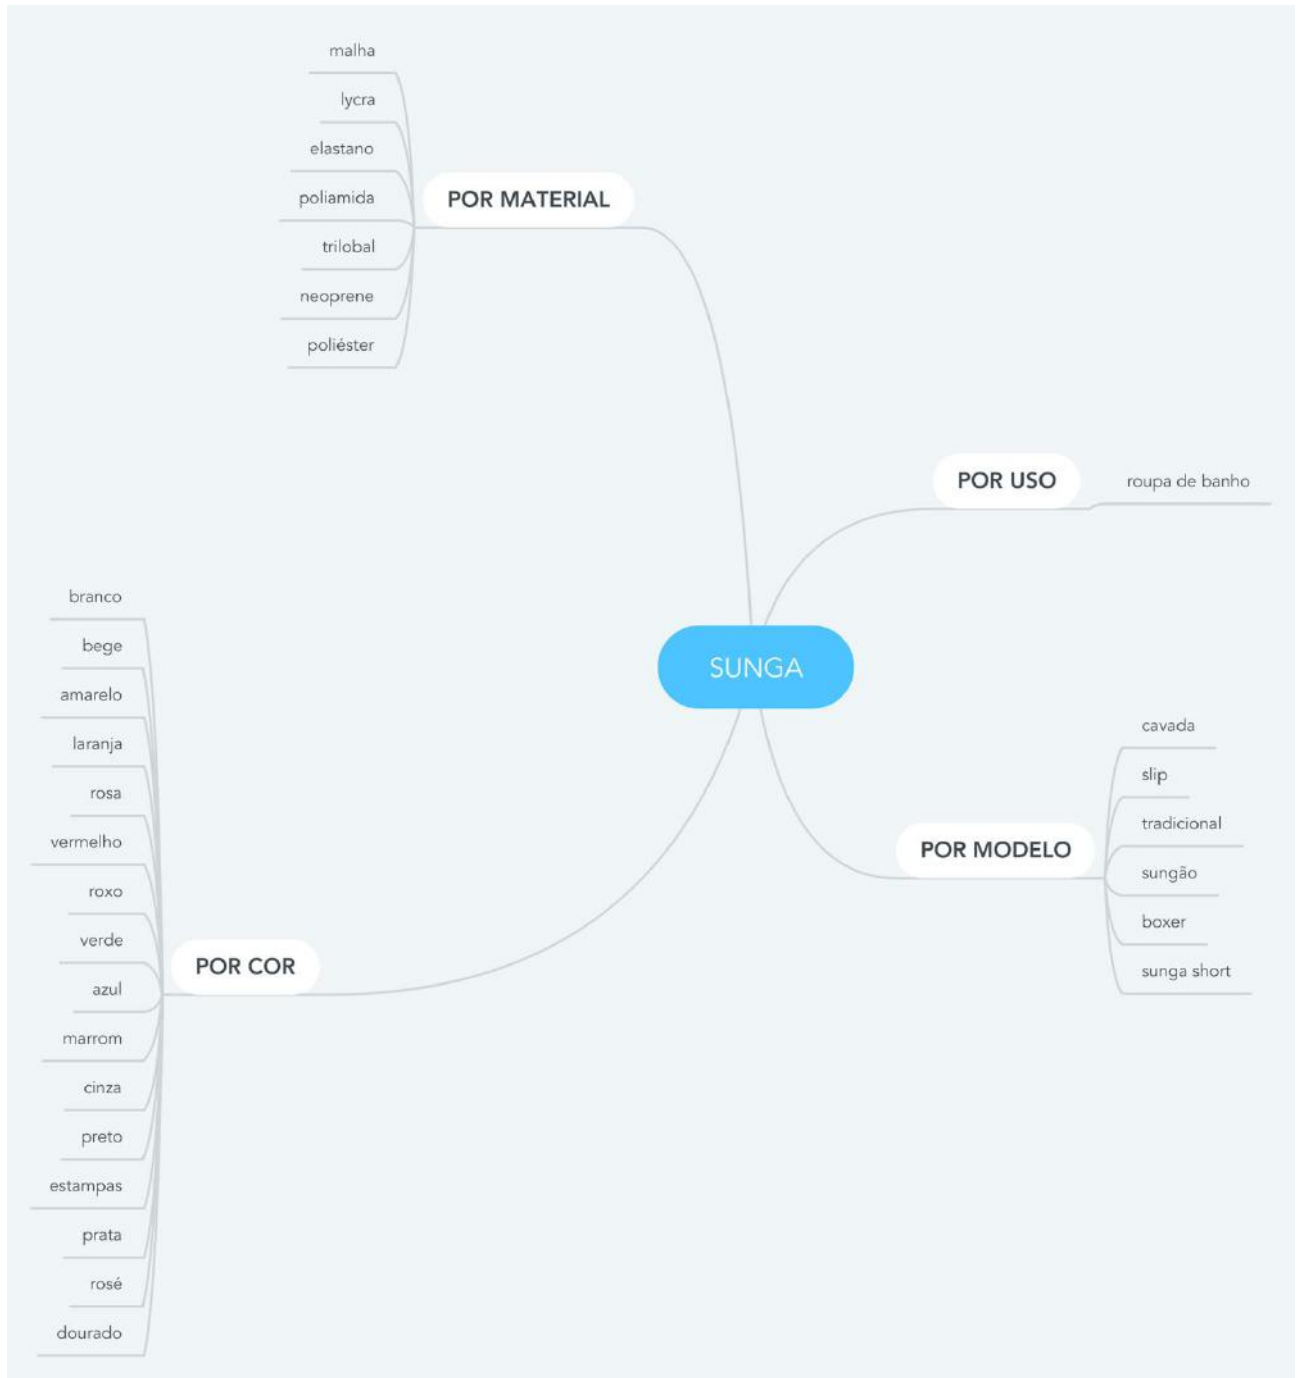 malha
lycra
elastano
poliamida
trilobal
neoprene
poliéster
POR MATERIAL
POR USO
roupa de banho
SUNGA
branco
bege
amarelo
laranja
rosa
vermelho
roxo
verde
azul
marrom
cinza
preto
estampas
prata
rosé
dourado
POR COR
POR MODELO
cavada
slip
tradicional
sungão
boxer
sunga short